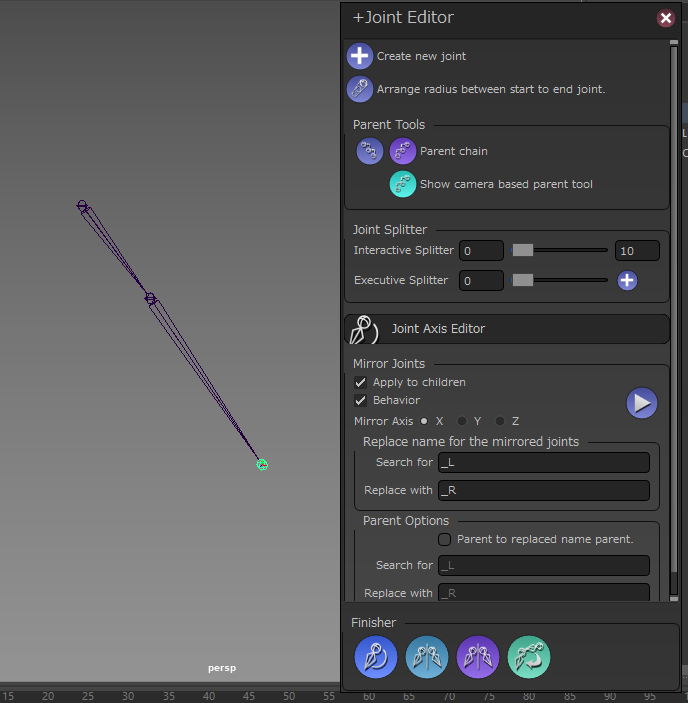 +Joint Editor
Create new joint
Arrange radius between start to end joint.
Parent Tools
Parent chain
Show camera based parent tool
Joint Splitter
Interactive Splitter 0 10
Executive Splitter 0
Joint Axis Editor
Mirror Joints
Apply to children
Behavior
Mirror Axis X Y Z
Replace name for the mirrored joints
Search for _L
Replace with _R
Parent Options
Parent to replaced name parent.
Search for _L
Replace with _R
Finisher
persp
15 20 25 30 35 40 45 50 55 60 65 70 75 80 85 90 95